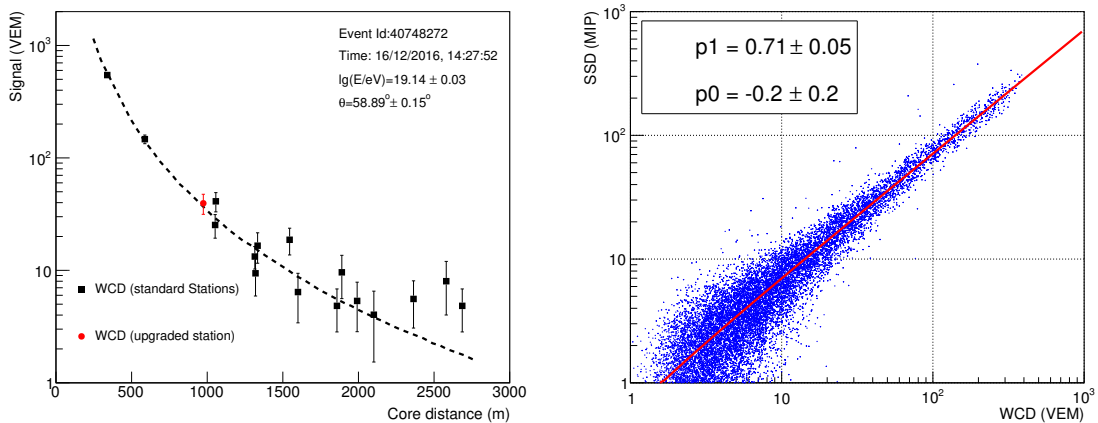 Signal (VEM)
10³
10²
10
1
Event Id:40748272
Time: 16/12/2016, 14:27:52
lg(E/eV)=19.14 ± 0.03
θ=58.89°± 0.15°
WCD (standard Stations)
WCD (upgraded station)
0 500 1000 1500 2000 2500 3000
Core distance (m)
SSD (MIP)
10³
10²
10
1
p1 = 0.71 ± 0.05
p0 = -0.2 ± 0.2
1 10 10² 10³
WCD (VEM)